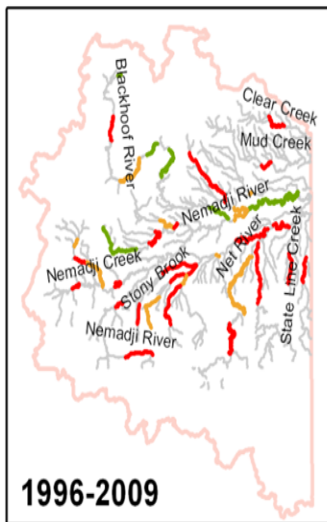 Blackhoof River
Clear Creek
Mud Creek
Nemadji River
Net River
State Line Creek
Nemadji Creek
Stony Brook
Nemadji River
1996-2009